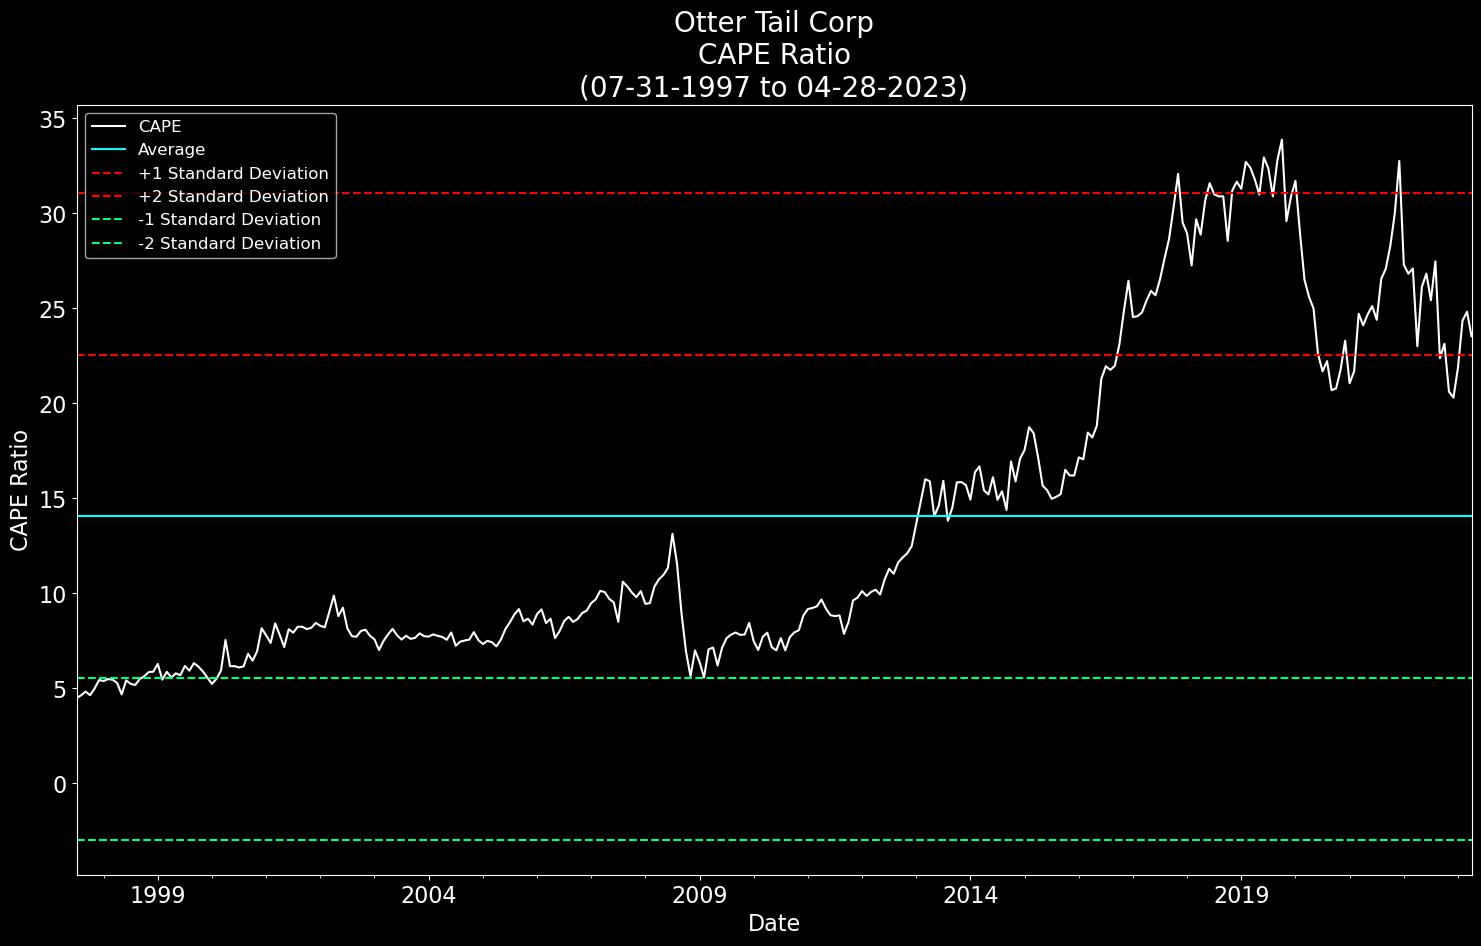 Otter Tail Corp
CAPE Ratio
(07-31-1997 to 04-28-2023)
CAPE
Average
+1 Standard Deviation
+2 Standard Deviation
-1 Standard Deviation
-2 Standard Deviation
35
30
25
20
15
10
5
0
CAPE Ratio
1999 2004 2009 2014 2019
Date